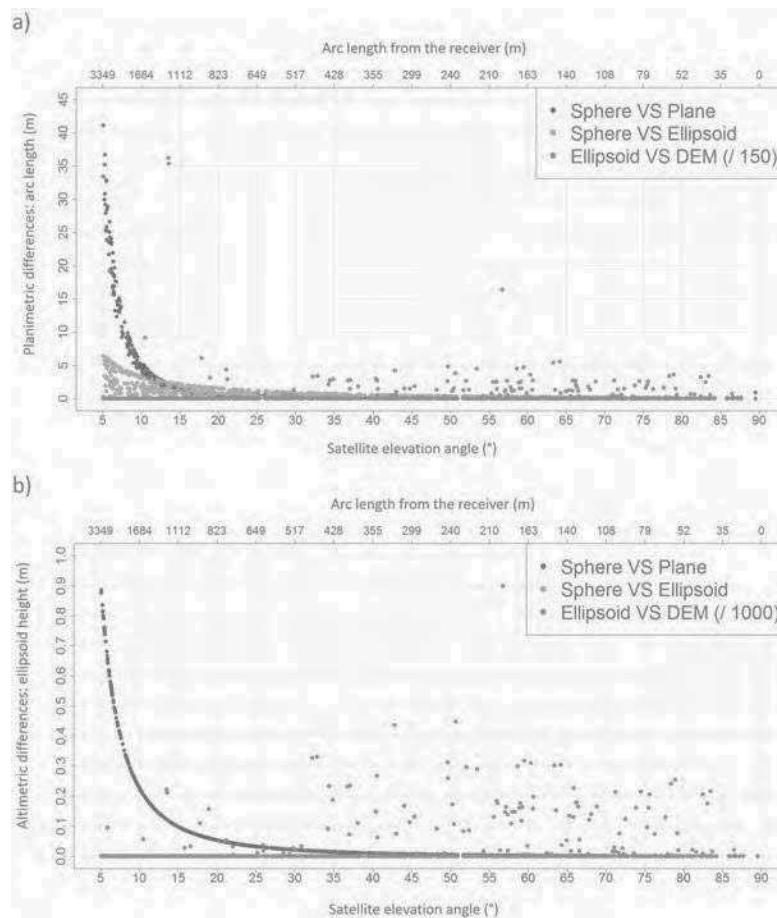 a)
Arc length from the receiver (m)
3349 1684 1112 823 649 517 428 355 299 240 210 163 140 108 79 52 35 0
Planimetric differences: arc length (m)
45
40
35
30
25
20
15
10
5
0
Sphere VS Plane
Sphere VS Ellipsoid
Ellipsoid VS DEM (/ 150)
5 10 15 20 25 30 35 40 45 50 55 60 65 70 75 80 85 90
Satellite elevation angle (°)
b)
Arc length from the receiver (m)
3349 1684 1112 823 649 517 428 355 299 240 210 163 140 108 79 52 35 0
Altimetric differences: ellipsoid height (m)
1.0
0.9
0.8
0.7
0.6
0.5
0.4
0.3
0.2
0.1
0.0
Sphere VS Plane
Sphere VS Ellipsoid
Ellipsoid VS DEM (/ 1000)
5 10 15 20 25 30 35 40 45 50 55 60 65 70 75 80 85 90
Satellite elevation angle (°)